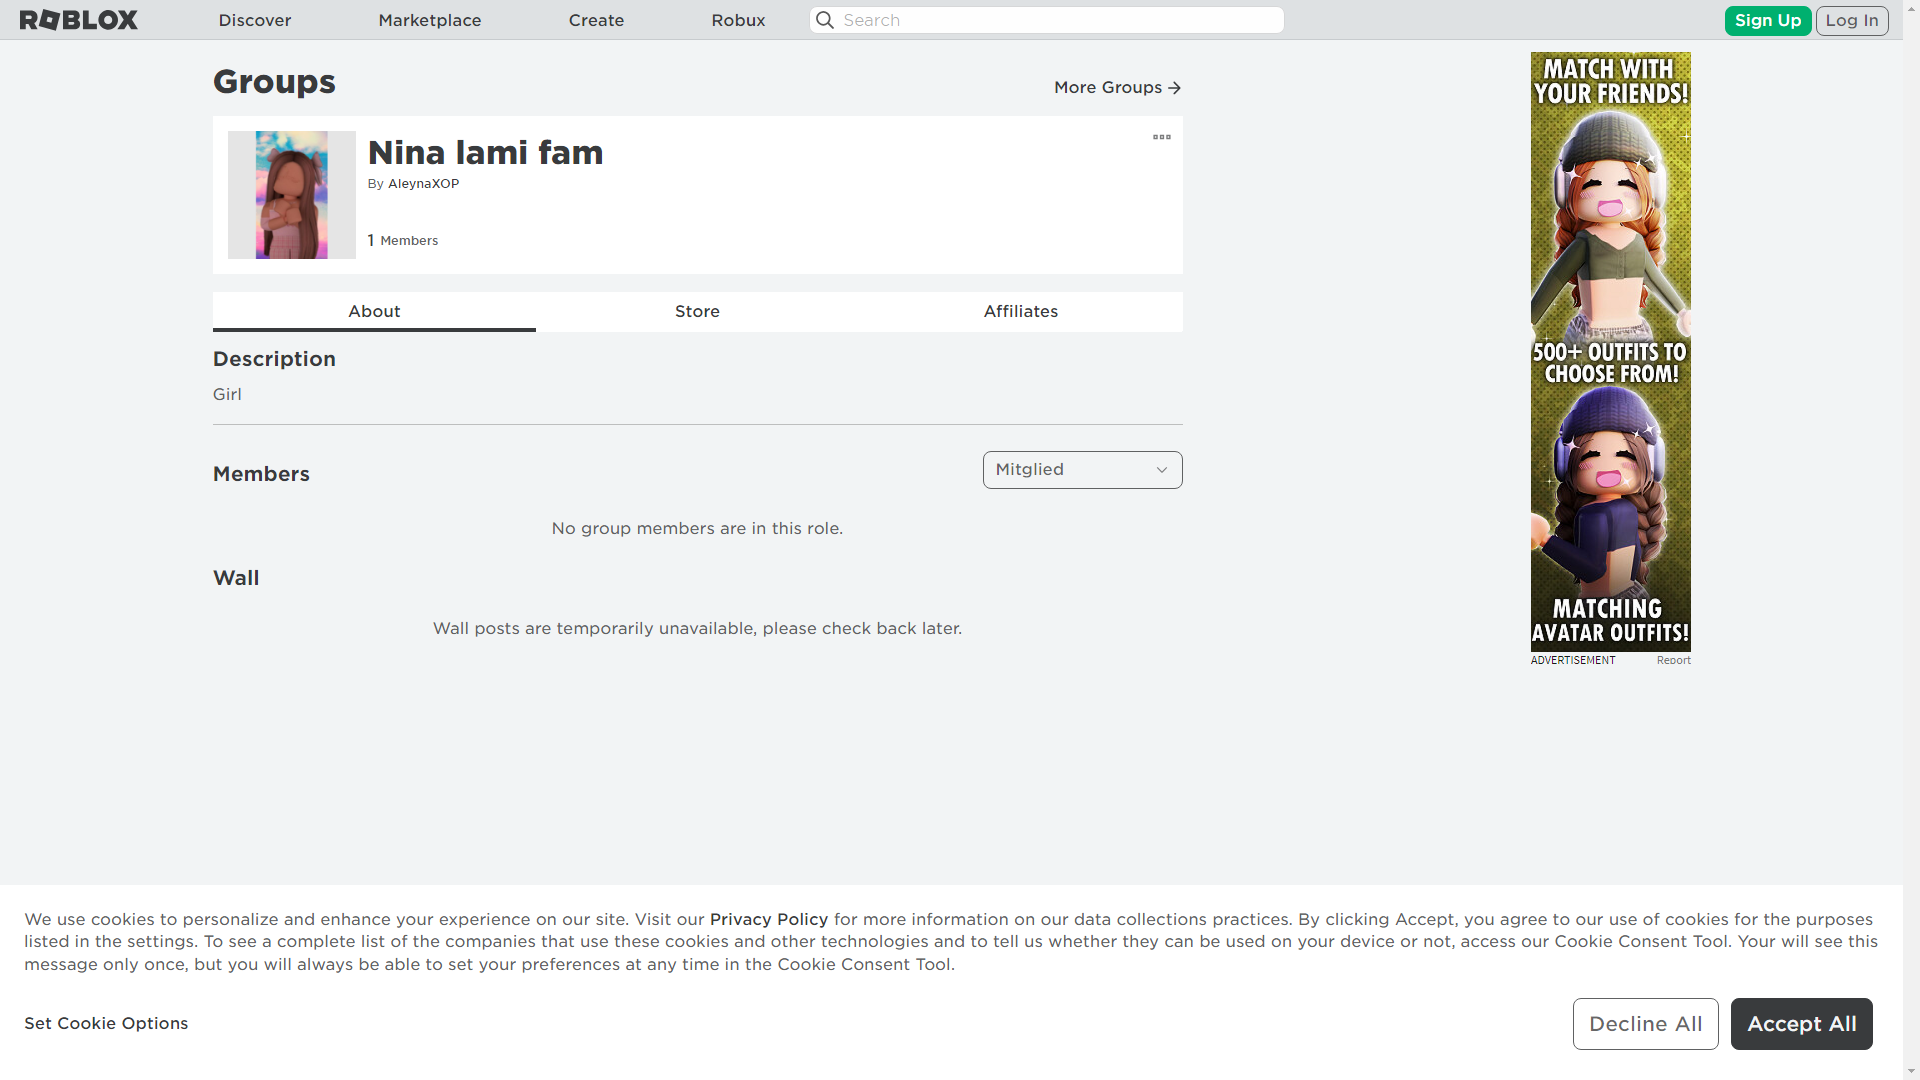 ROBLOX
Discover
Marketplace
Create
Robux
Search
Sign Up
Log In
Groups
More Groups
Nina lami fam
By AleynaXOP
1 Members
About
Store
Affiliates
Description
Girl
Members
Mitglied
No group members are in this role.
Wall
Wall posts are temporarily unavailable, please check back later.
MATCH WITH
YOUR FRIENDS!
500+ OUTFITS TO
CHOOSE FROM!
MATCHING
AVATAR OUTFITS!
ADVERTISEMENT
Report
We use cookies to personalize and enhance your experience on our site. Visit our Privacy Policy for more information on our data collections practices. By clicking Accept, you agree to our use of cookies for the purposes
listed in the settings. To see a complete list of the companies that use these cookies and other technologies and to tell us whether they can be used on your device or not, access our Cookie Consent Tool. Your will see this
message only once, but you will always be able to set your preferences at any time in the Cookie Consent Tool.
Set Cookie Options
Decline All
Accept All